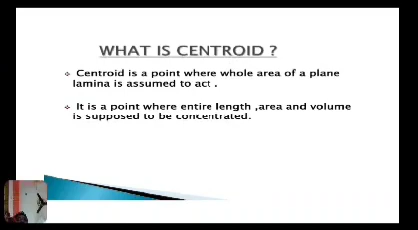 WHAT IS CENTROID ?
Centroid is a point where whole area of a plane
lamina is assumed to act .
It is a point where entire length ,area and volume
is supposed to be concentrated.